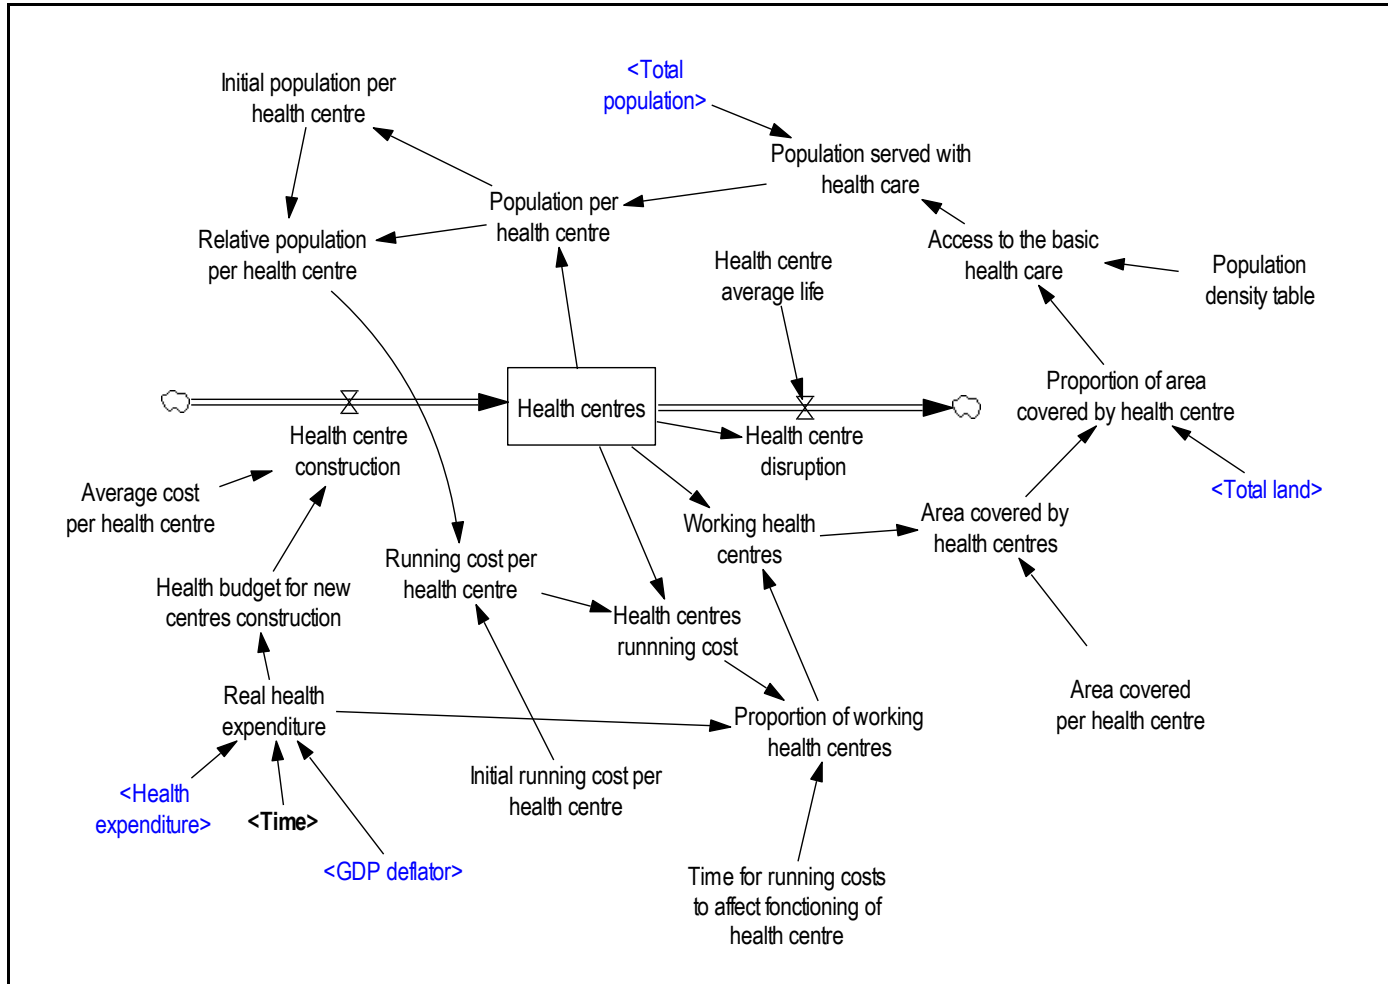 Initial population per
health centre
<Total
population>
Population served with
health care
Population per
health centre
Relative population
per health centre
Access to the basic
health care
Health centre
average life
Population
density table
Proportion of area
covered by health centre
Health centres
Health centre
construction
Health centre
disruption
Average cost
per health centre
<Total land>
Working health
centres
Area covered by
health centres
Running cost per
health centre
Health budget for new
centres construction
Health centres
runnning cost
Real health
expenditure
Proportion of working
health centres
Area covered
per health centre
Initial running cost per
health centre
<Health
expenditure>
<Time>
<GDP deflator>
Time for running costs
to affect fonctioning of
health centre